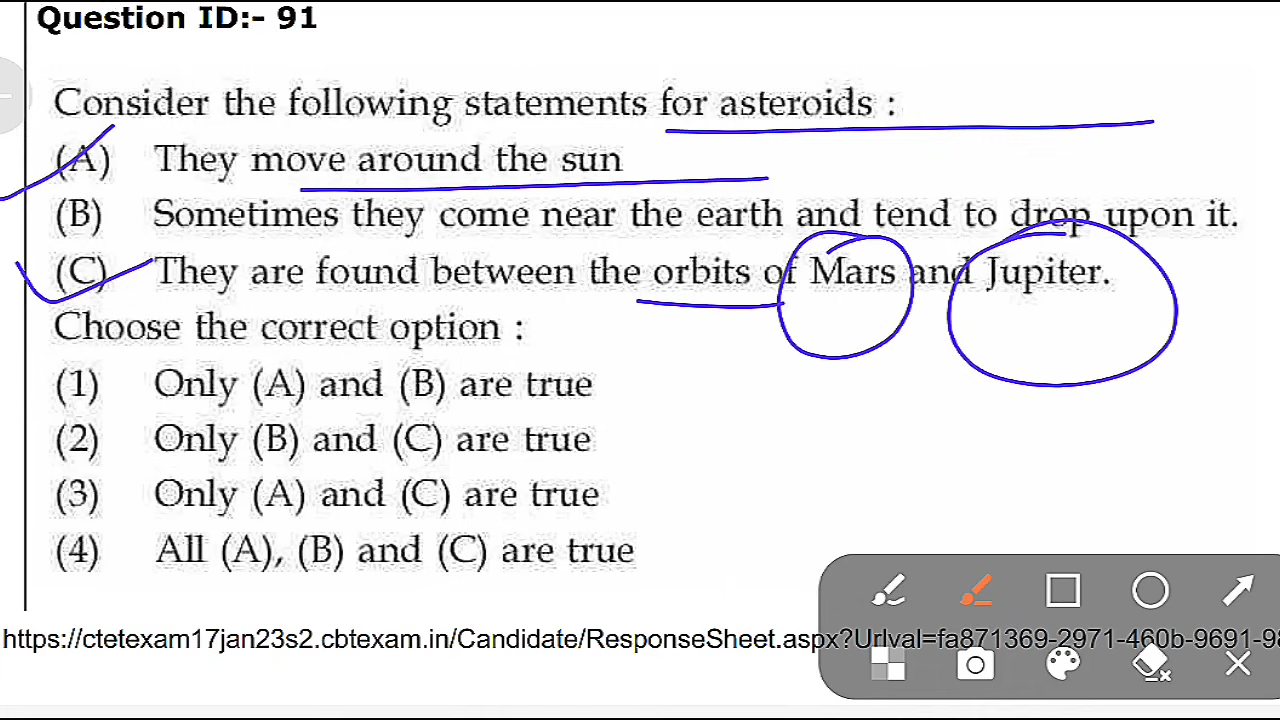 Question ID:- 91
Consider the following statements for asteroids :
(A) They move around the sun
(B) Sometimes they come near the earth and tend to drop upon it.
(C) They are found between the orbits of Mars and Jupiter.
Choose the correct option :
(1) Only (A) and (B) are true
(2) Only (B) and (C) are true
(3) Only (A) and (C) are true
(4) All (A), (B) and (C) are true
https://ctetexam17jan23s2.cbtexam.in/Candidate/ResponseSheet.aspx?Urlval=fa871369-2971-460b-9691-98